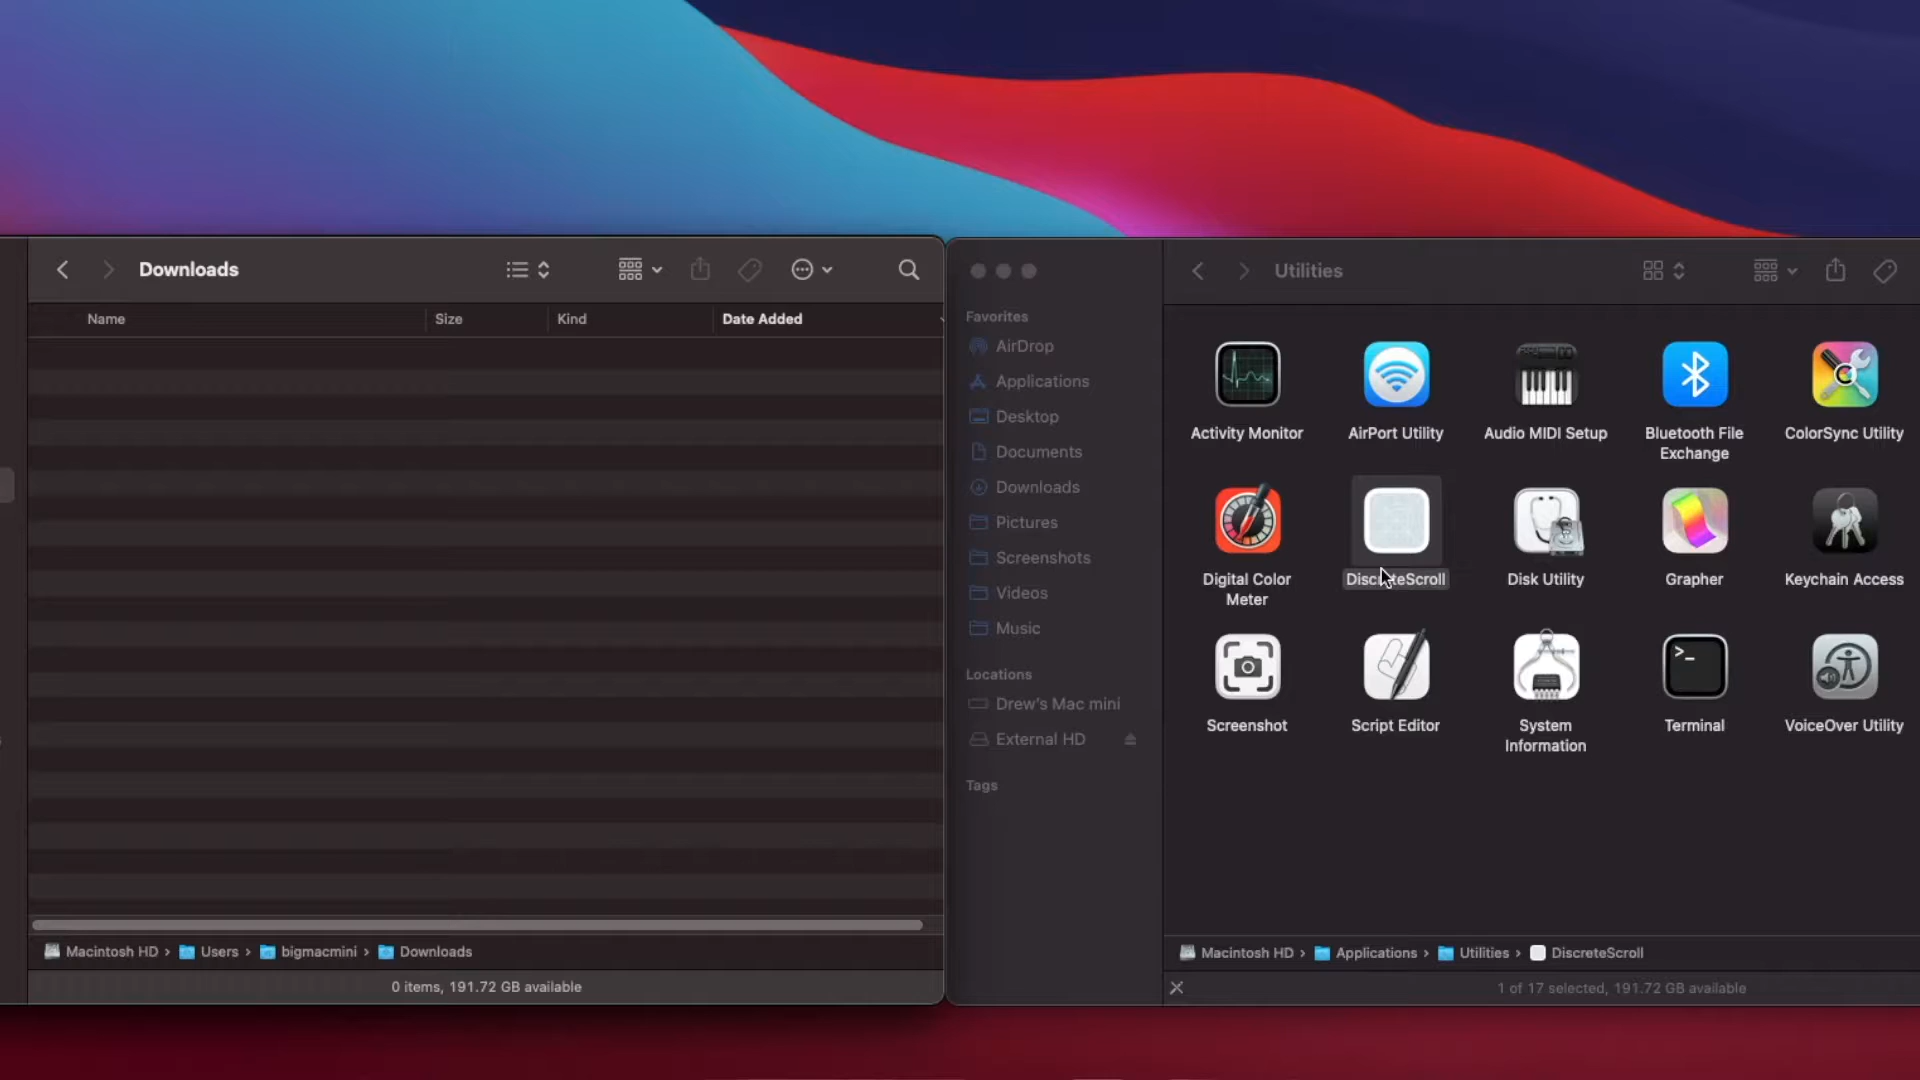 Downloads
Name Size Kind Date Added
Macintosh HD › Users › bigmacmini › Downloads
0 items, 191.72 GB available
Utilities
Favorites
AirDrop
Applications
Desktop
Documents
Downloads
Pictures
Screenshots
Videos
Music
Locations
Drew's Mac mini
External HD
Tags
Activity Monitor
AirPort Utility
Audio MIDI Setup
Bluetooth File
Exchange
ColorSync Utility
Digital Color
Meter
DiscreteScroll
Disk Utility
Grapher
Keychain Access
Screenshot
Script Editor
System
Information
Terminal
VoiceOver Utility
Macintosh HD › Applications › Utilities › DiscreteScroll
1 of 17 selected, 191.72 GB available